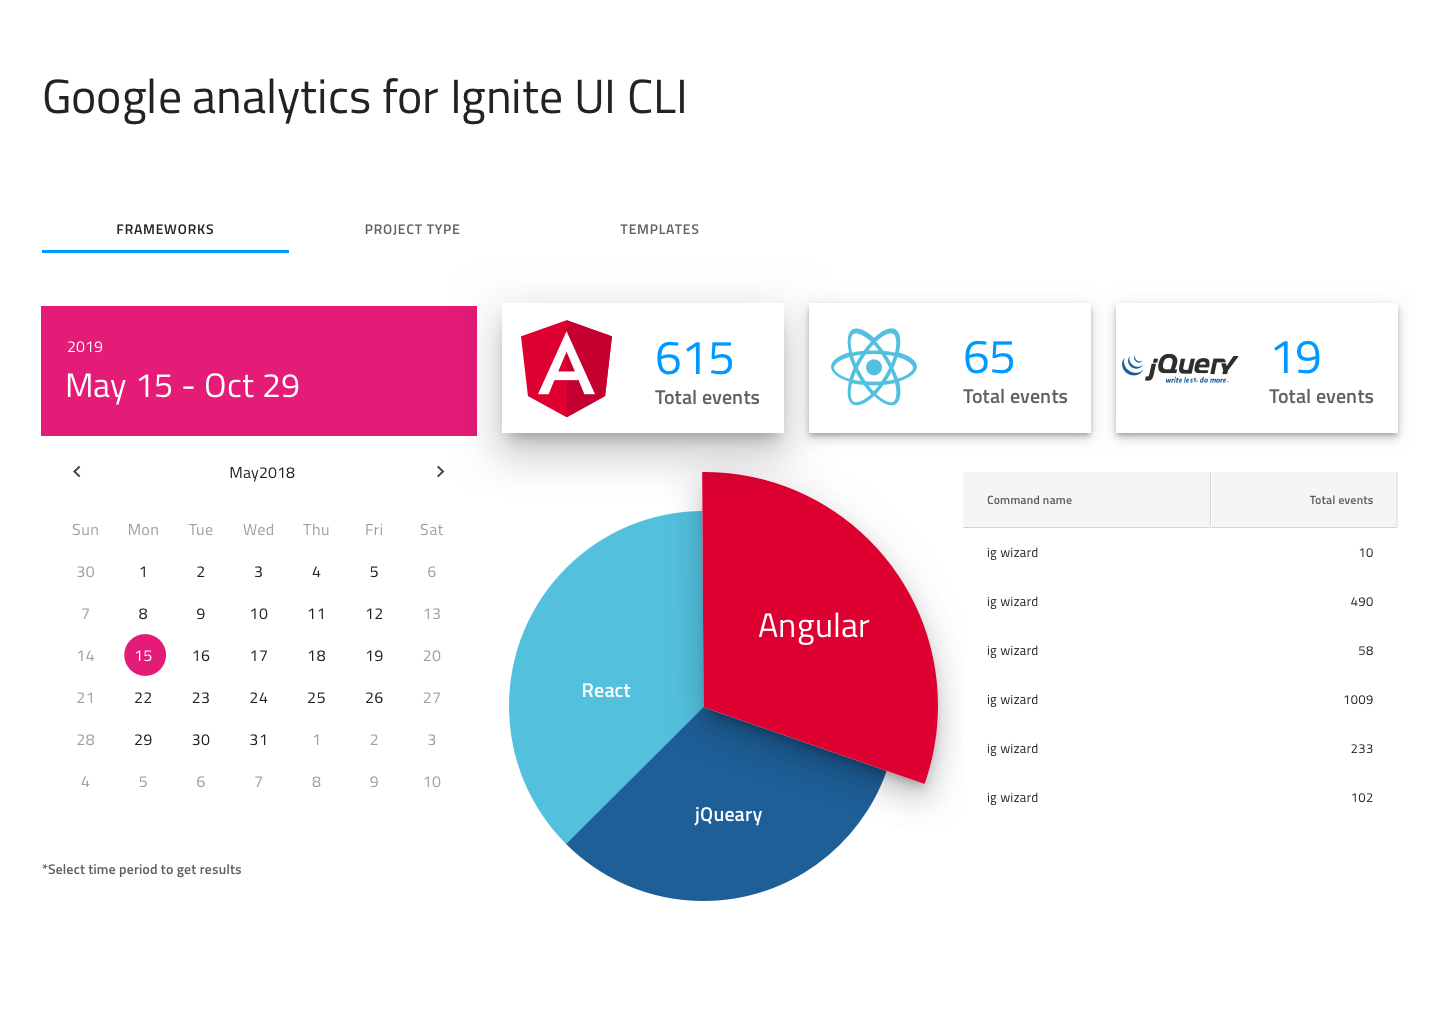 Google analytics for Ignite UI CLI
FRAMEWORKS PROJECT TYPE TEMPLATES
2019
May 15 - Oct 29
615
Total events
65
Total events
jQuery
write less, do more.
19
Total events
May2018
Sun Mon Tue Wed Thu Fri Sat
30 1 2 3 4 5 6
7 8 9 10 11 12 13
14 15 16 17 18 19 20
21 22 23 24 25 26 27
28 29 30 31 1 2 3
4 5 6 7 8 9 10
*Select time period to get results
Angular
React
jQueary
Command name Total events
ig wizard 10
ig wizard 490
ig wizard 58
ig wizard 1009
ig wizard 233
ig wizard 102